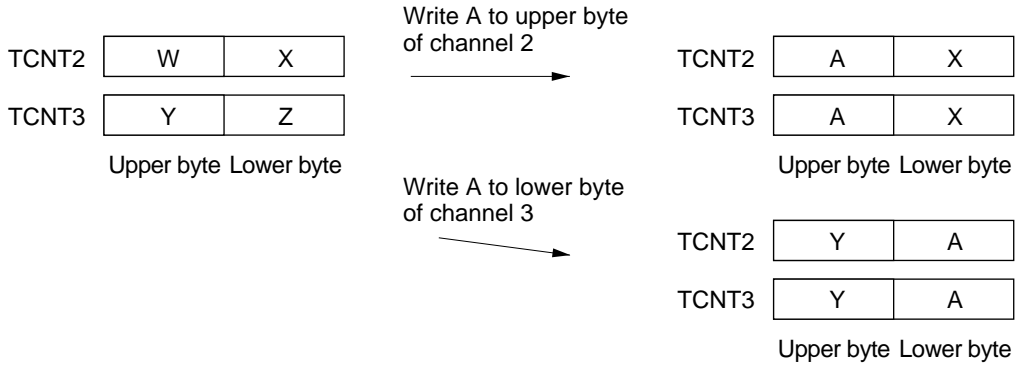 Write A to upper byte
of channel 2
TCNT2 W X
TCNT3 Y Z
Upper byte Lower byte
TCNT2 A X
TCNT3 A X
Upper byte Lower byte
Write A to lower byte
of channel 3
TCNT2 Y A
TCNT3 Y A
Upper byte Lower byte